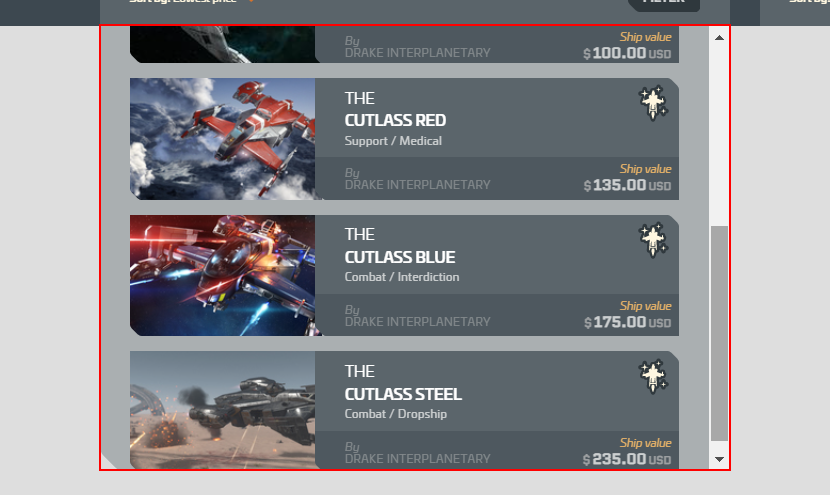 Sort by: Lowest price
FILTER
Sort by:
Ship value
By
DRAKE INTERPLANETARY
$100.00 USD
THE
CUTLASS RED
Support / Medical
Ship value
By
DRAKE INTERPLANETARY
$135.00 USD
THE
CUTLASS BLUE
Combat / Interdiction
Ship value
By
DRAKE INTERPLANETARY
$175.00 USD
THE
CUTLASS STEEL
Combat / Dropship
Ship value
By
DRAKE INTERPLANETARY
$235.00 USD